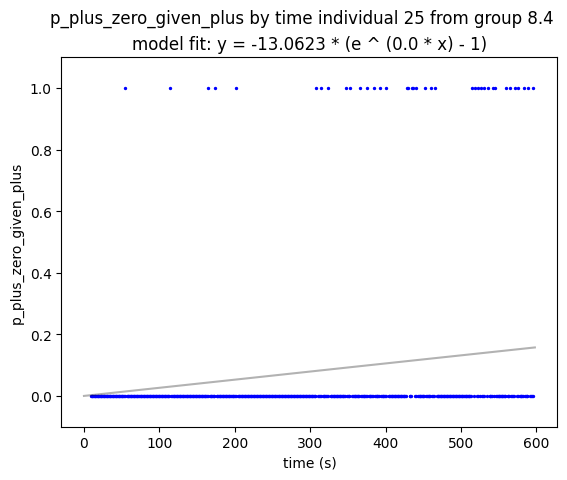 p_plus_zero_given_plus by time individual 25 from group 8.4
model fit: y = -13.0623 * (e ^ (0.0 * x) - 1)
1.0
0.8
0.6
0.4
0.2
0.0
p_plus_zero_given_plus
0 100 200 300 400 500 600
time (s)